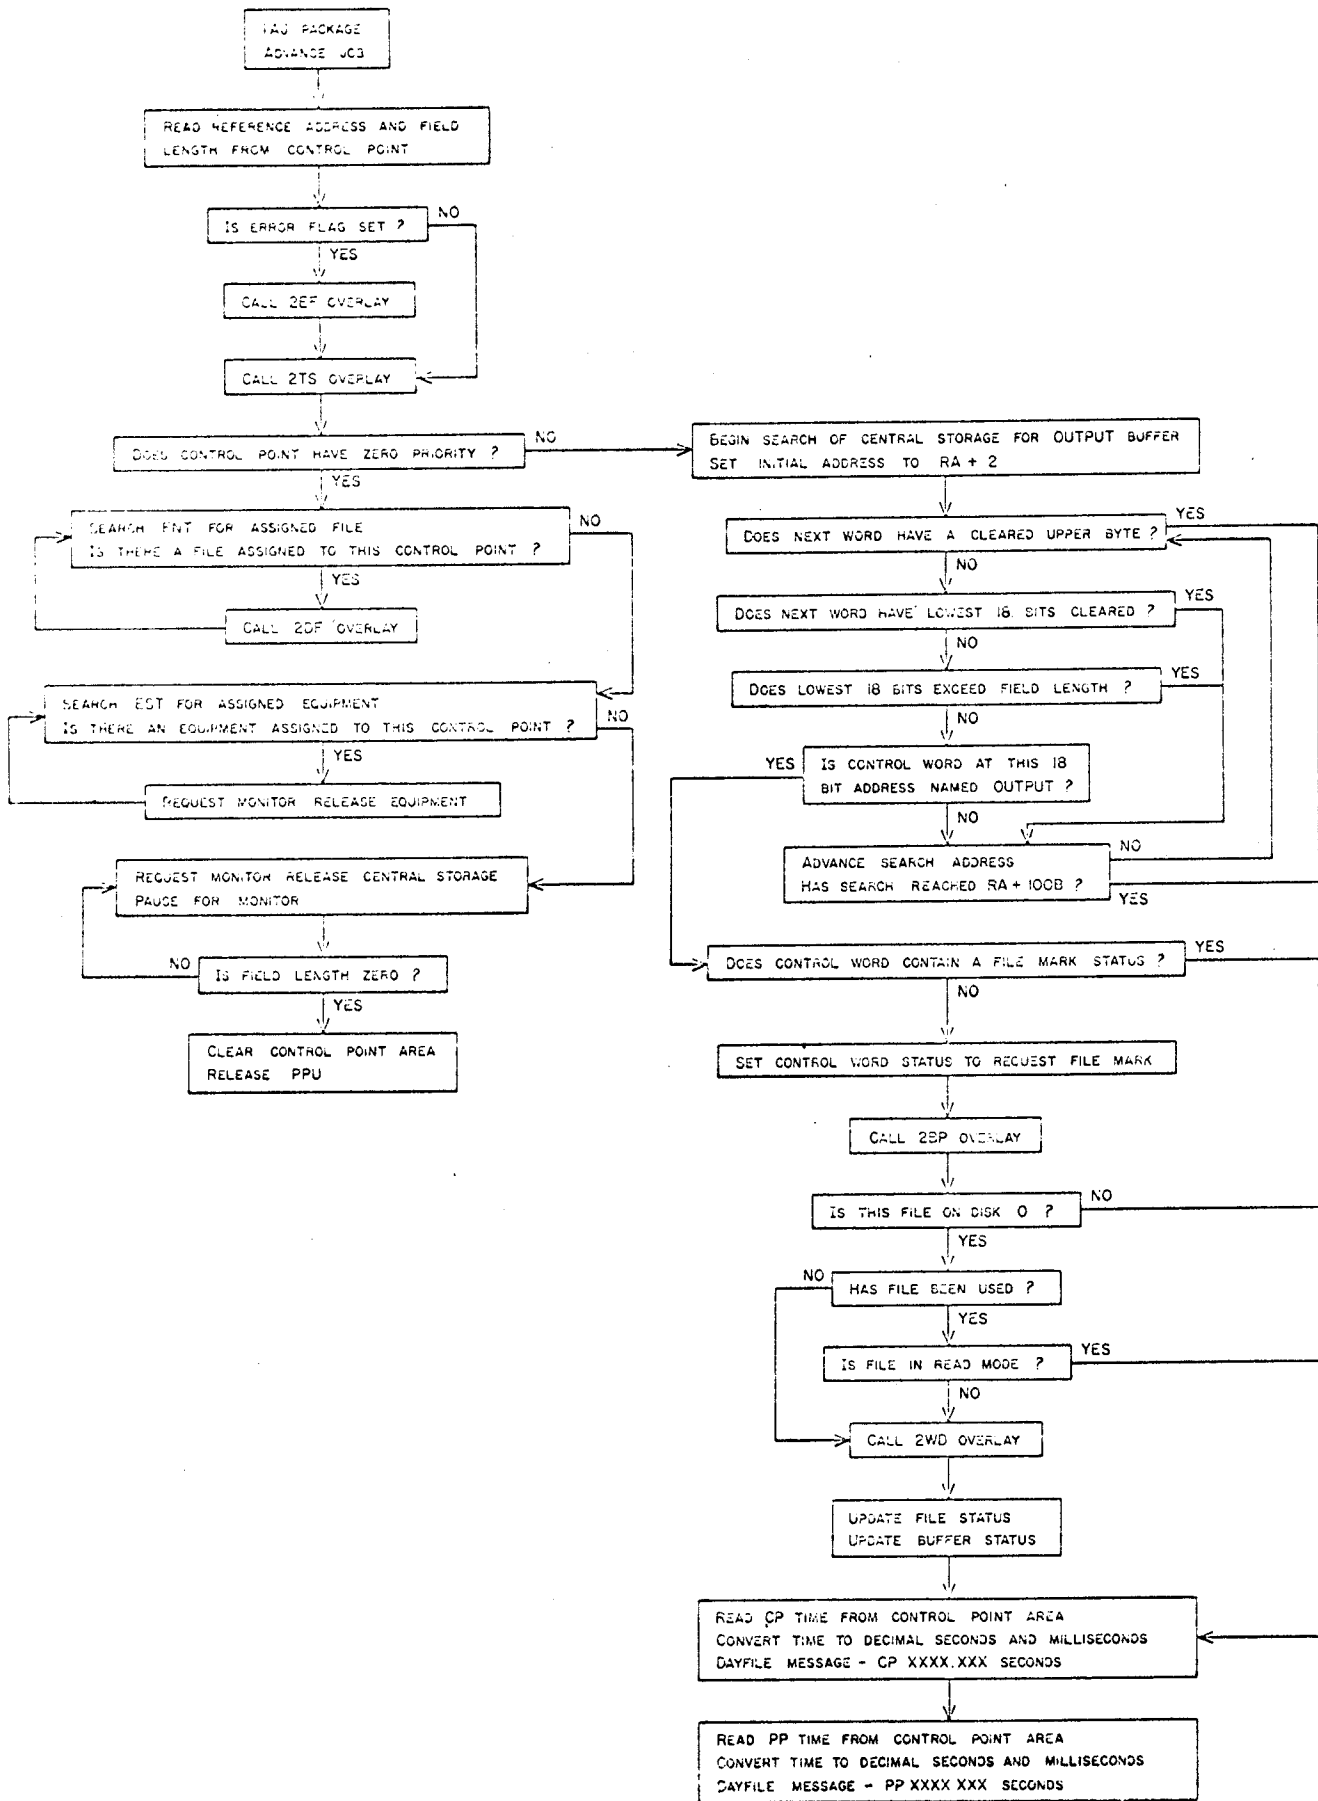 1AJ PACKAGE
ADVANCE JOB
READ REFERENCE ADDRESS AND FIELD
LENGTH FROM CONTROL POINT
IS ERROR FLAG SET ?
NO
YES
CALL 2EF OVERLAY
CALL 2TS OVERLAY
DOES CONTROL POINT HAVE ZERO PRIORITY ?
NO
YES
SEARCH FNT FOR ASSIGNED FILE
IS THERE A FILE ASSIGNED TO THIS CONTROL POINT ?
NO
YES
CALL 2DF OVERLAY
SEARCH EST FOR ASSIGNED EQUIPMENT
IS THERE AN EQUIPMENT ASSIGNED TO THIS CONTROL POINT ?
NO
YES
REQUEST MONITOR RELEASE EQUIPMENT
REQUEST MONITOR RELEASE CENTRAL STORAGE
PAUSE FOR MONITOR
NO
IS FIELD LENGTH ZERO ?
YES
CLEAR CONTROL POINT AREA
RELEASE PPU
BEGIN SEARCH OF CENTRAL STORAGE FOR OUTPUT BUFFER
SET INITIAL ADDRESS TO RA + 2
DOES NEXT WORD HAVE A CLEARED UPPER BYTE ?
YES
NO
DOES NEXT WORD HAVE LOWEST 18 BITS CLEARED ?
YES
NO
DOES LOWEST 18 BITS EXCEED FIELD LENGTH ?
YES
NO
YES
IS CONTROL WORD AT THIS 18
BIT ADDRESS NAMED OUTPUT ?
NO
ADVANCE SEARCH ADDRESS
HAS SEARCH REACHED RA + 100B ?
NO
YES
DOES CONTROL WORD CONTAIN A FILE MARK STATUS ?
YES
NO
SET CONTROL WORD STATUS TO REQUEST FILE MARK
CALL 2BP OVERLAY
IS THIS FILE ON DISK 0 ?
NO
YES
NO
HAS FILE BEEN USED ?
YES
IS FILE IN READ MODE ?
YES
NO
CALL 2WD OVERLAY
UPDATE FILE STATUS
UPDATE BUFFER STATUS
READ CP TIME FROM CONTROL POINT AREA
CONVERT TIME TO DECIMAL SECONDS AND MILLISECONDS
DAYFILE MESSAGE - CP XXXX.XXX SECONDS
READ PP TIME FROM CONTROL POINT AREA
CONVERT TIME TO DECIMAL SECONDS AND MILLISECONDS
DAYFILE MESSAGE - PP XXXX XXX SECONDS